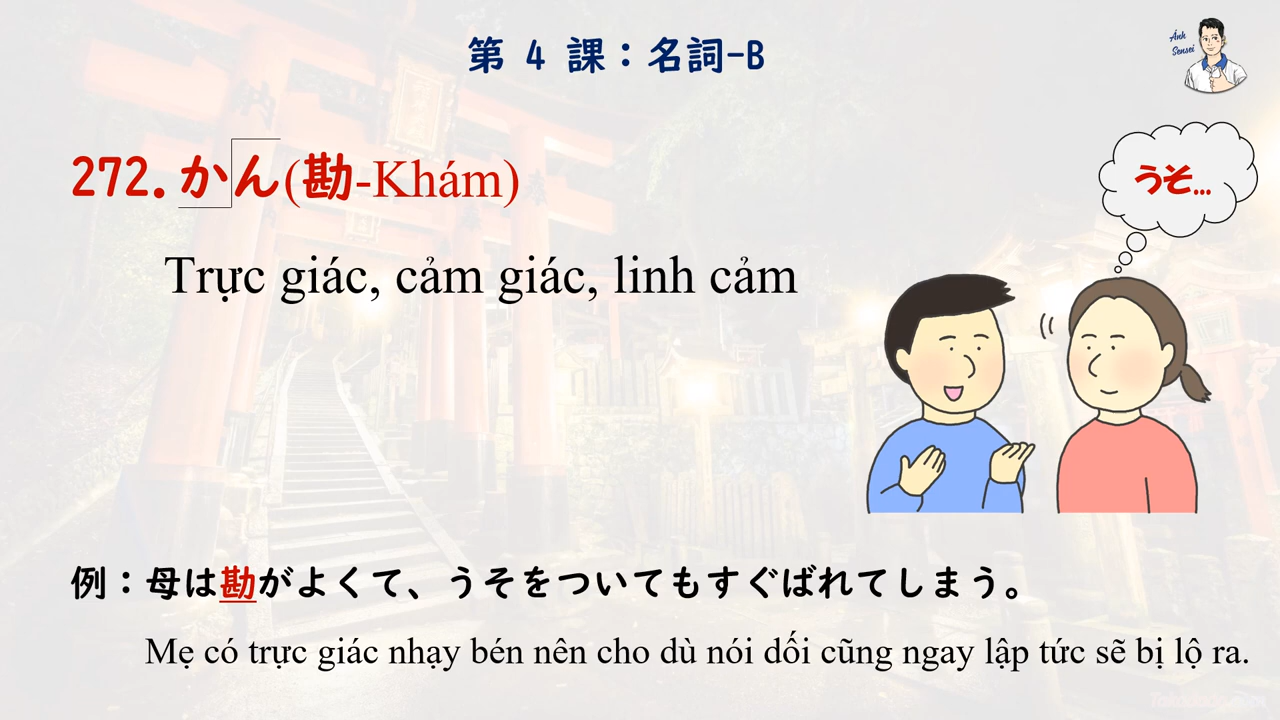 第 4 課：名詞-B
Anh
Sensei
272.かん(勘-Khám)
うそ…
Trực giác, cảm giác, linh cảm
例：母は勘がよくて、うそをついてもすぐばれてしまう。
Mẹ có trực giác nhạy bén nên cho dù nói dối cũng ngay lập tức sẽ bị lộ ra.